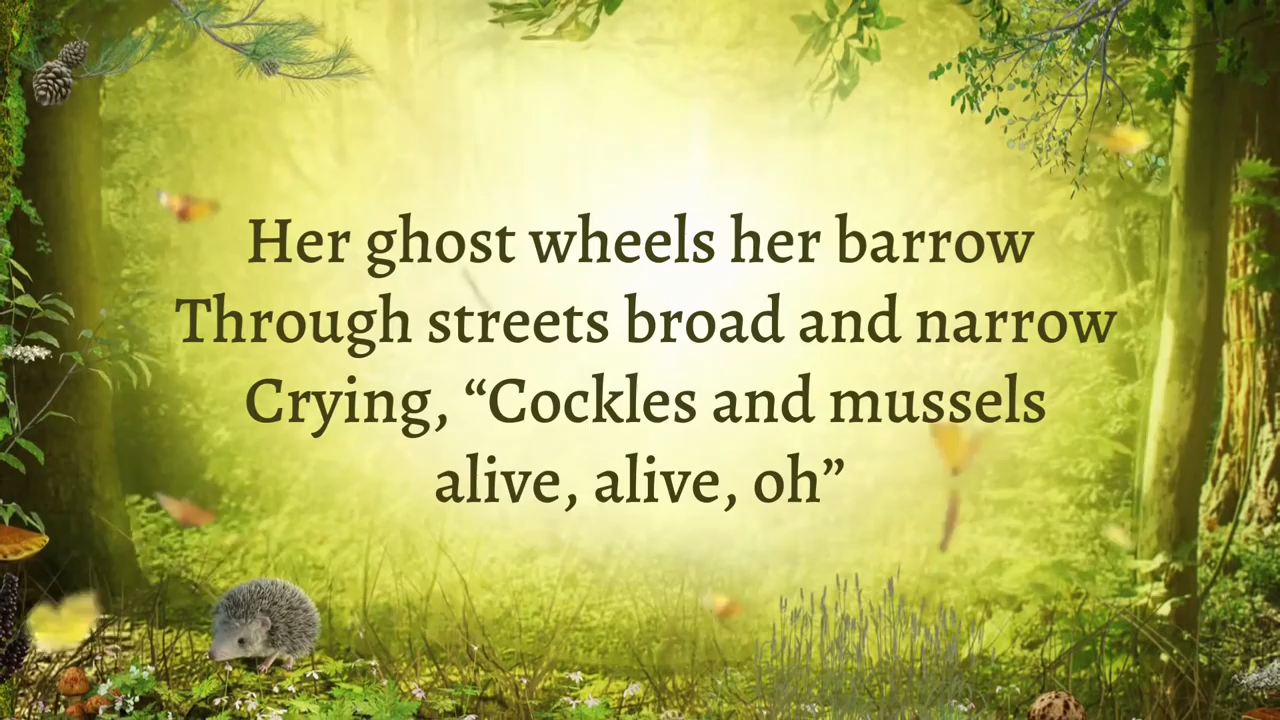 Her ghost wheels her barrow
Through streets broad and narrow
Crying, “Cockles and mussels
alive, alive, oh”